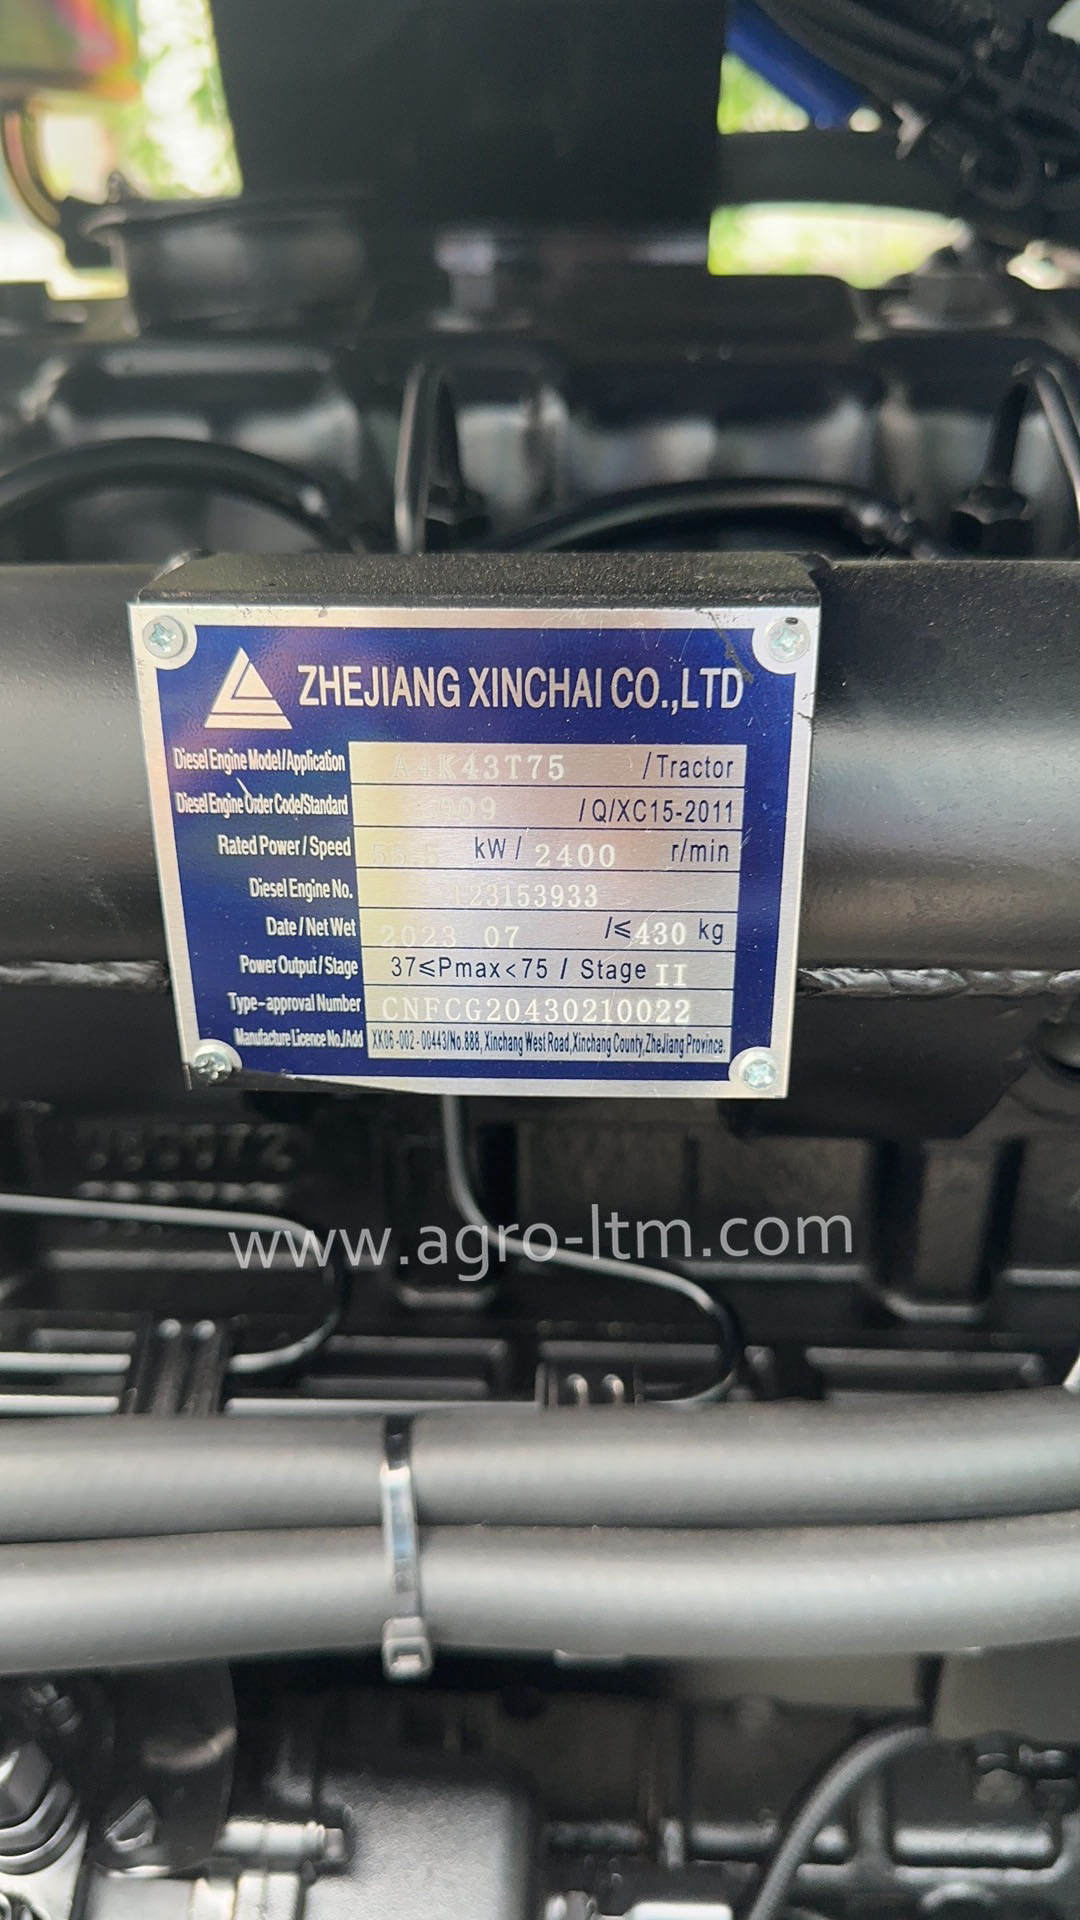 ZHEJIANG XINCHAI CO.,LTD
Diesel Engine Model/Application A4K43T75 /Tractor
Diesel Engine Order Code/Standard /Q/XC15-2011
Rated Power/Speed kW/ 2400 r/min
Diesel Engine No. 123153933
Date/Net Wet 2023 07 /≤430 kg
Power Output/Stage 37≤Pmax<75 / Stage II
Type-approval Number CNFCG20430210022
Manufacture Licence No./Add XK06-002-00443/No.888, Xinchang West Road, Xinchang County, ZheJiang Province.
www.agro-ltm.com